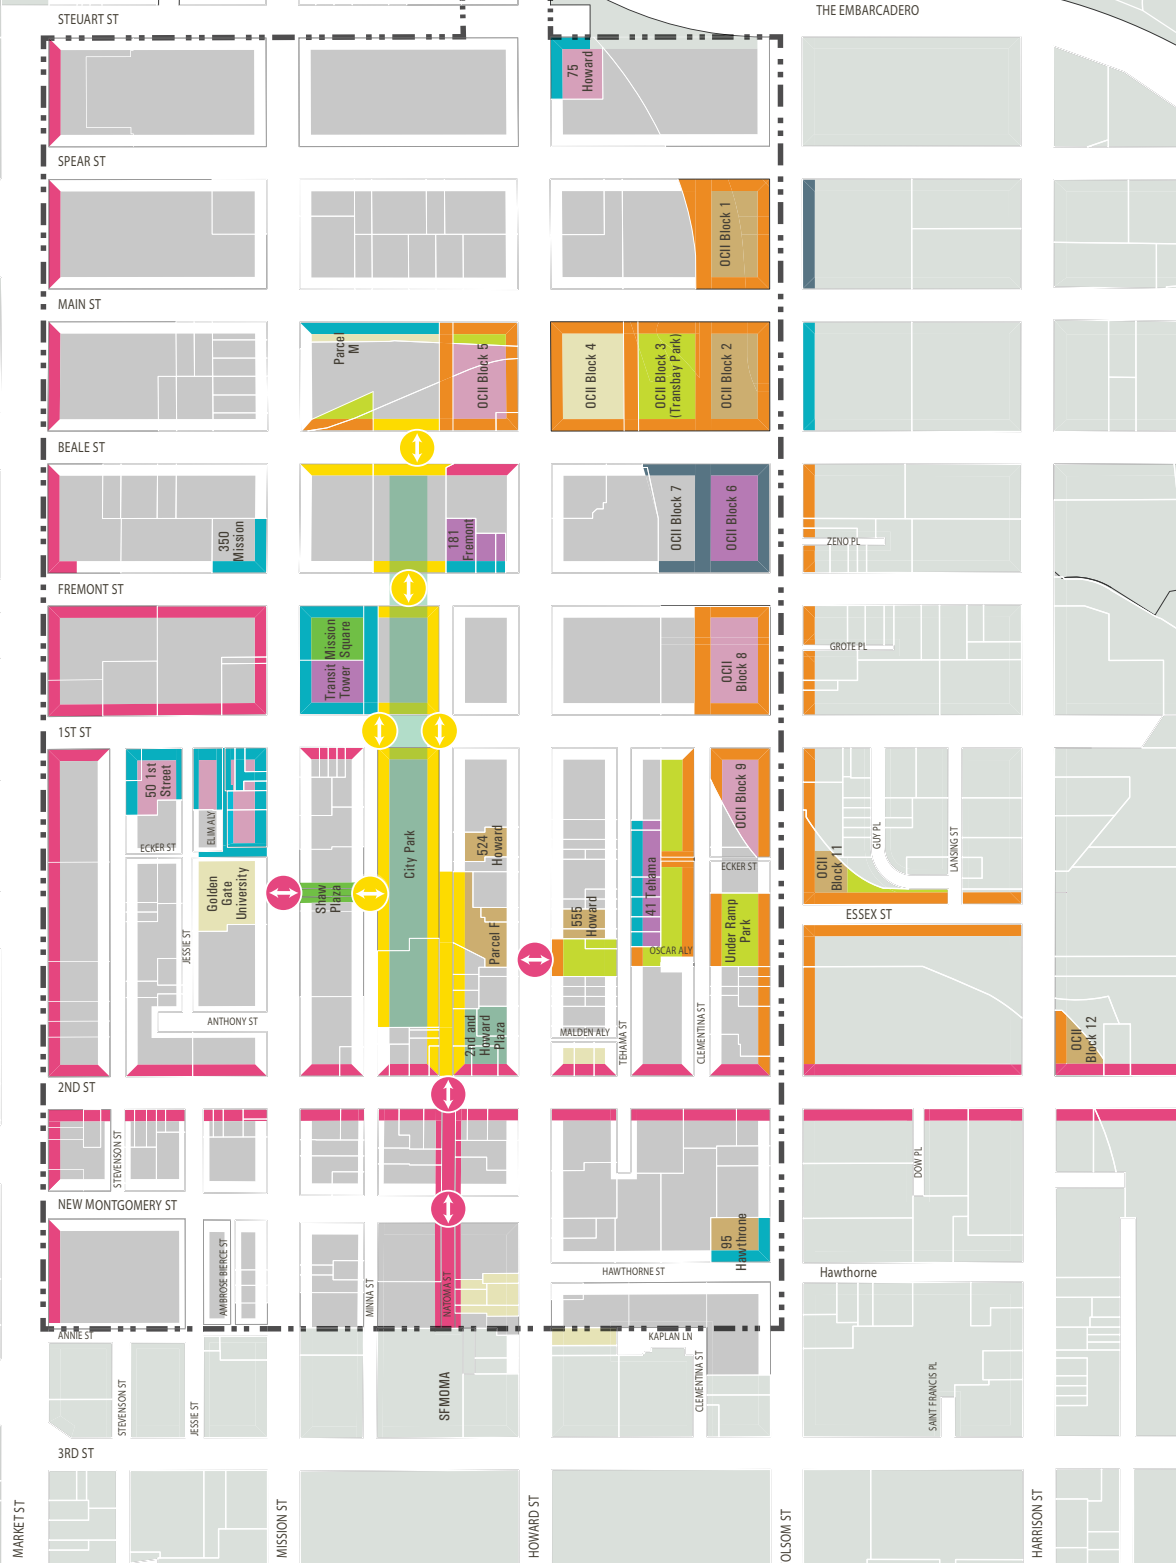 STEUART ST
THE EMBARCADERO
75
Howard
SPEAR ST
OCII Block 1
MAIN ST
Parcel
M
OCII Block 5
OCII Block 4
OCII Block 3
(Transbay Park)
OCII Block 2
BEALE ST
350
Mission
181
Fremont
OCII Block 7
OCII Block 6
ZENO PL
FREMONT ST
Transit
Tower
Mission
Square
OCII
Block 8
GROTE PL
1ST ST
50 1st
Street
ELIM ALY
ECKER ST
City Park
524
Howard
41 Tehama
OCII Block 9
ECKER ST
GUY PL
LANSING ST
OCII
Block 11
Golden
Gate
University
Shaw
Plaza
Parcel F
555
Howard
Under Ramp
Park
ESSEX ST
JESSIE ST
OSCAR ALY
ANTHONY ST
2nd and
Howard
Plaza
MALDEN ALY
TEHAMA ST
CLEMENTINA ST
OCII
Block 12
2ND ST
STEVENSON ST
DOW PL
NEW MONTGOMERY ST
AMBROSE BIERCE ST
MINNA ST
NATOMA ST
95
Hawthrone
HAWTHORNE ST
Hawthorne
ANNIE ST
KAPLAN LN
STEVENSON ST
JESSIE ST
SFMOMA
CLEMENTINA ST
SAINT FRANCIS PL
3RD ST
MARKET ST
MISSION ST
HOWARD ST
OLSOM ST
HARRISON ST